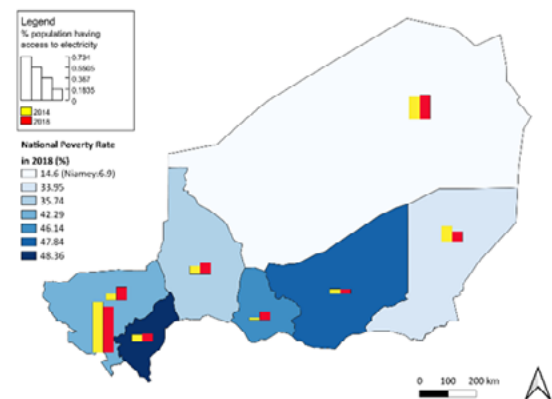 Legend
% population having
access to electricity
0.734
0.5505
0.367
0.1835
0
2014
2018
National Poverty Rate
in 2018 (%)
14.6 (Niamey:6.9)
33.95
35.74
42.29
46.14
47.84
48.36
0 100 200 km